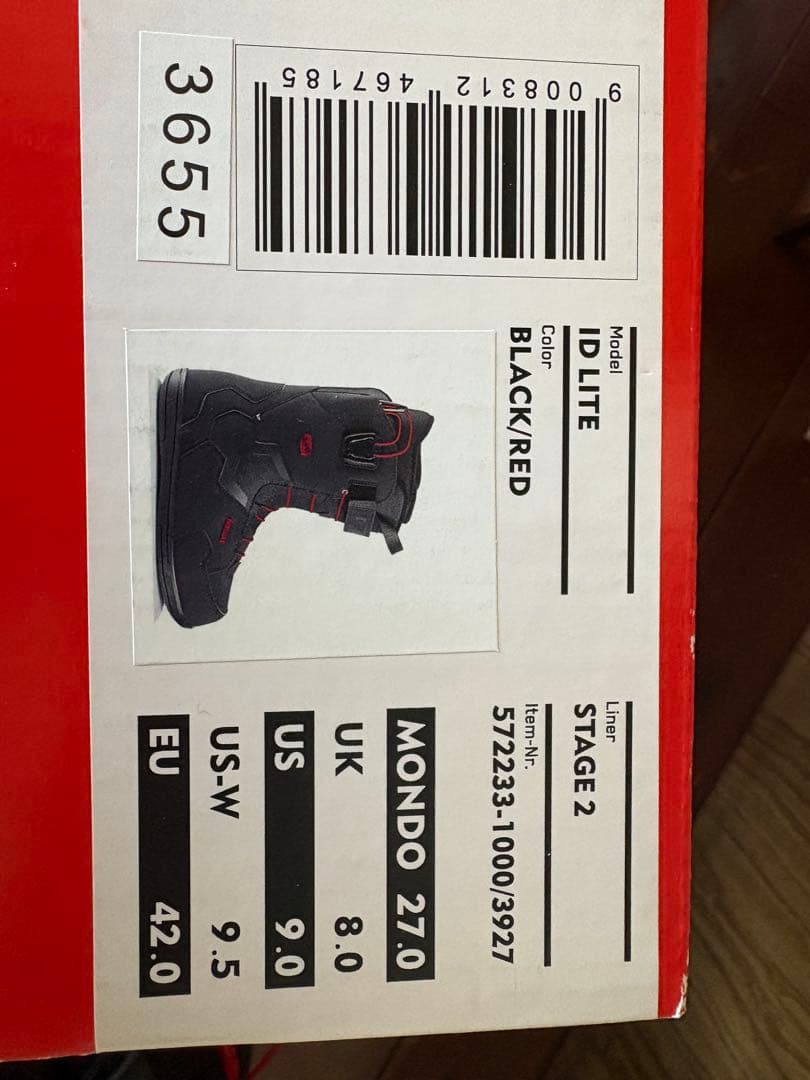 Model
ID LITE
Color
BLACK/RED
Liner
STAGE 2
Item-Nr.
572233-1000/3927
MONDO 27.0
UK 8.0
US 9.0
US-W 9.5
EU 42.0
9 008312 467185
3655